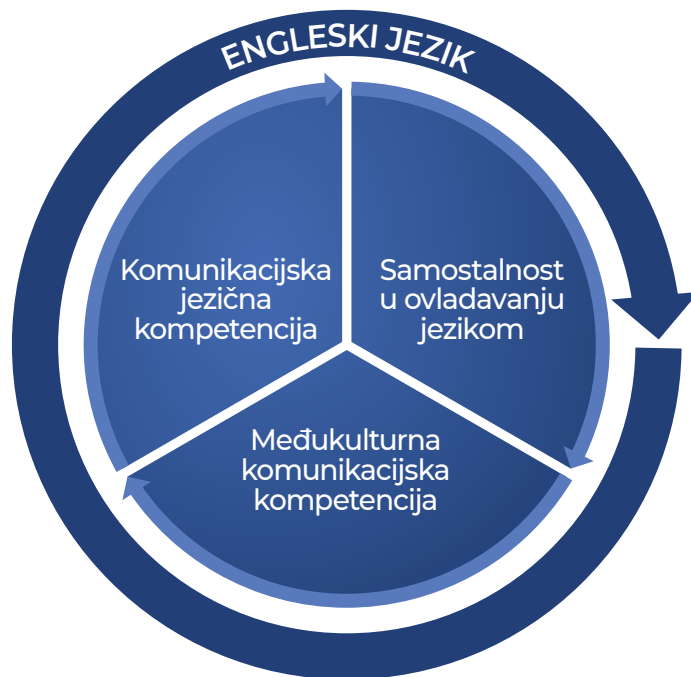 ENGLESKI JEZIK
Komunikacijska
jezična
kompetencija
Samostalnost
u ovladavanju
jezikom
Međukulturna
komunikacijska
kompetencija